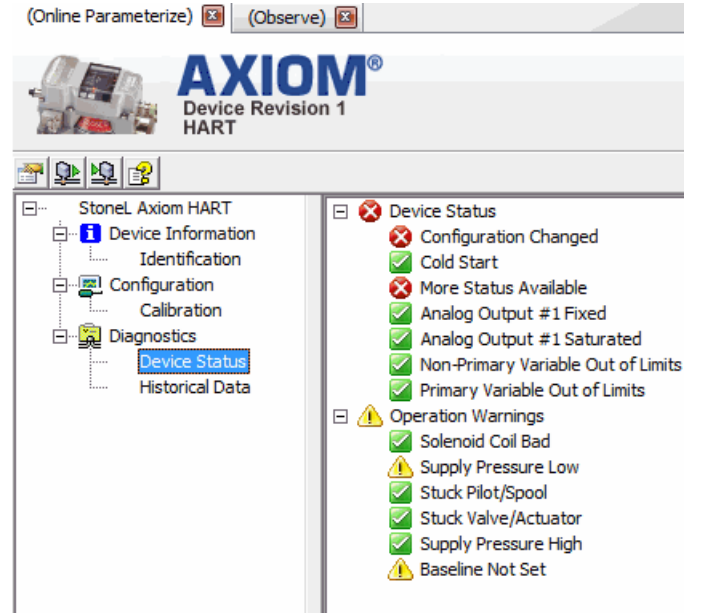 (Online Parameterize) (Observe)
AXIOM®
Device Revision 1
HART
StoneL Axiom HART
Device Information
Identification
Configuration
Calibration
Diagnostics
Device Status
Historical Data
Device Status
Configuration Changed
Cold Start
More Status Available
Analog Output #1 Fixed
Analog Output #1 Saturated
Non-Primary Variable Out of Limits
Primary Variable Out of Limits
Operation Warnings
Solenoid Coil Bad
Supply Pressure Low
Stuck Pilot/Spool
Stuck Valve/Actuator
Supply Pressure High
Baseline Not Set